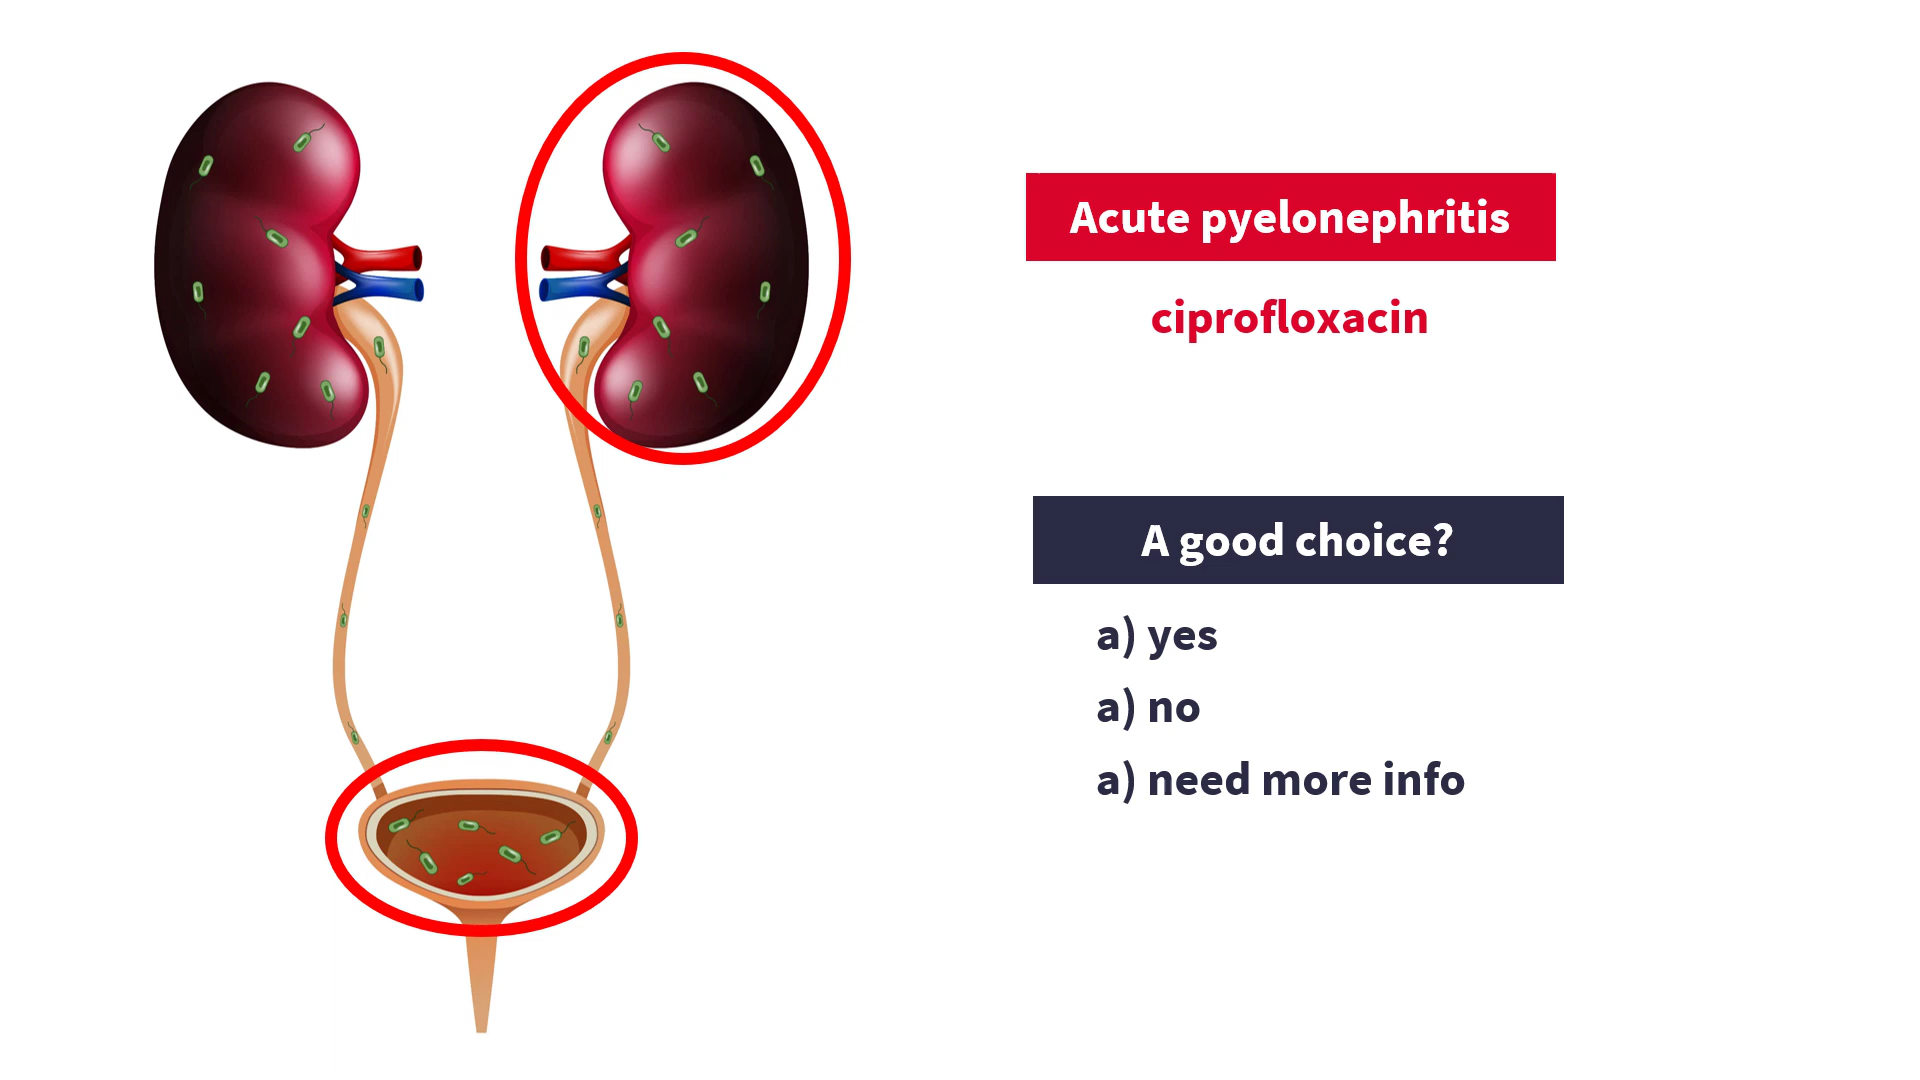 Acute pyelonephritis
ciprofloxacin
A good choice?
a) yes
a) no
a) need more info